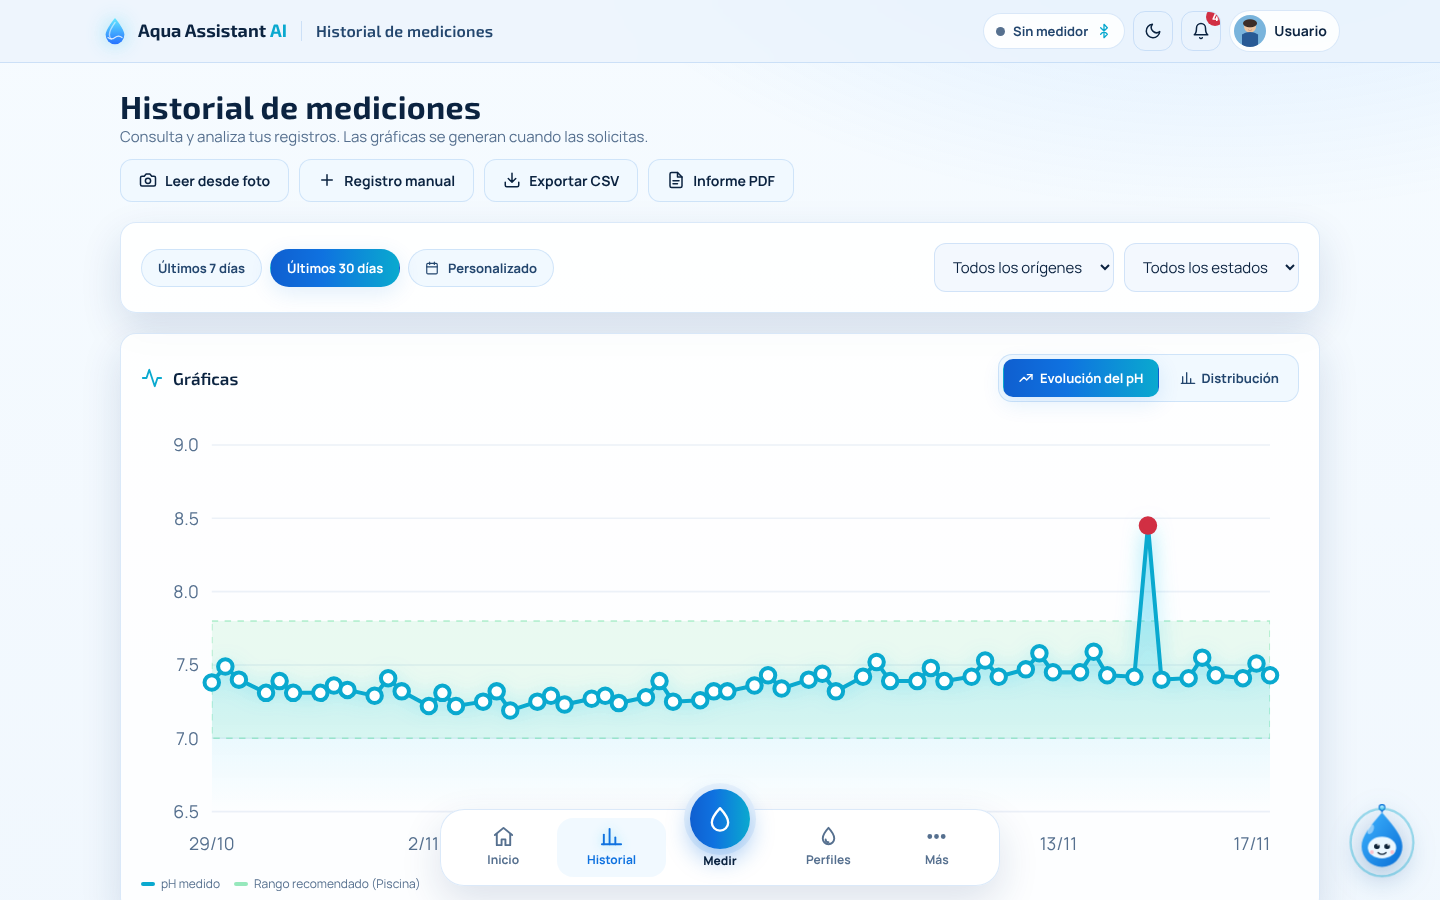 Aqua Assistant AI
Historial de mediciones
Sin medidor
4
Usuario
Historial de mediciones
Consulta y analiza tus registros. Las gráficas se generan cuando las solicitas.
Leer desde foto
Registro manual
Exportar CSV
Informe PDF
Últimos 7 días
Últimos 30 días
Personalizado
Todos los orígenes
Todos los estados
Gráficas
Evolución del pH
Distribución
9.0
8.5
8.0
7.5
7.0
6.5
29/10
2/11
13/11
17/11
pH medido
Rango recomendado (Piscina)
Inicio
Historial
Medir
Perfiles
Más